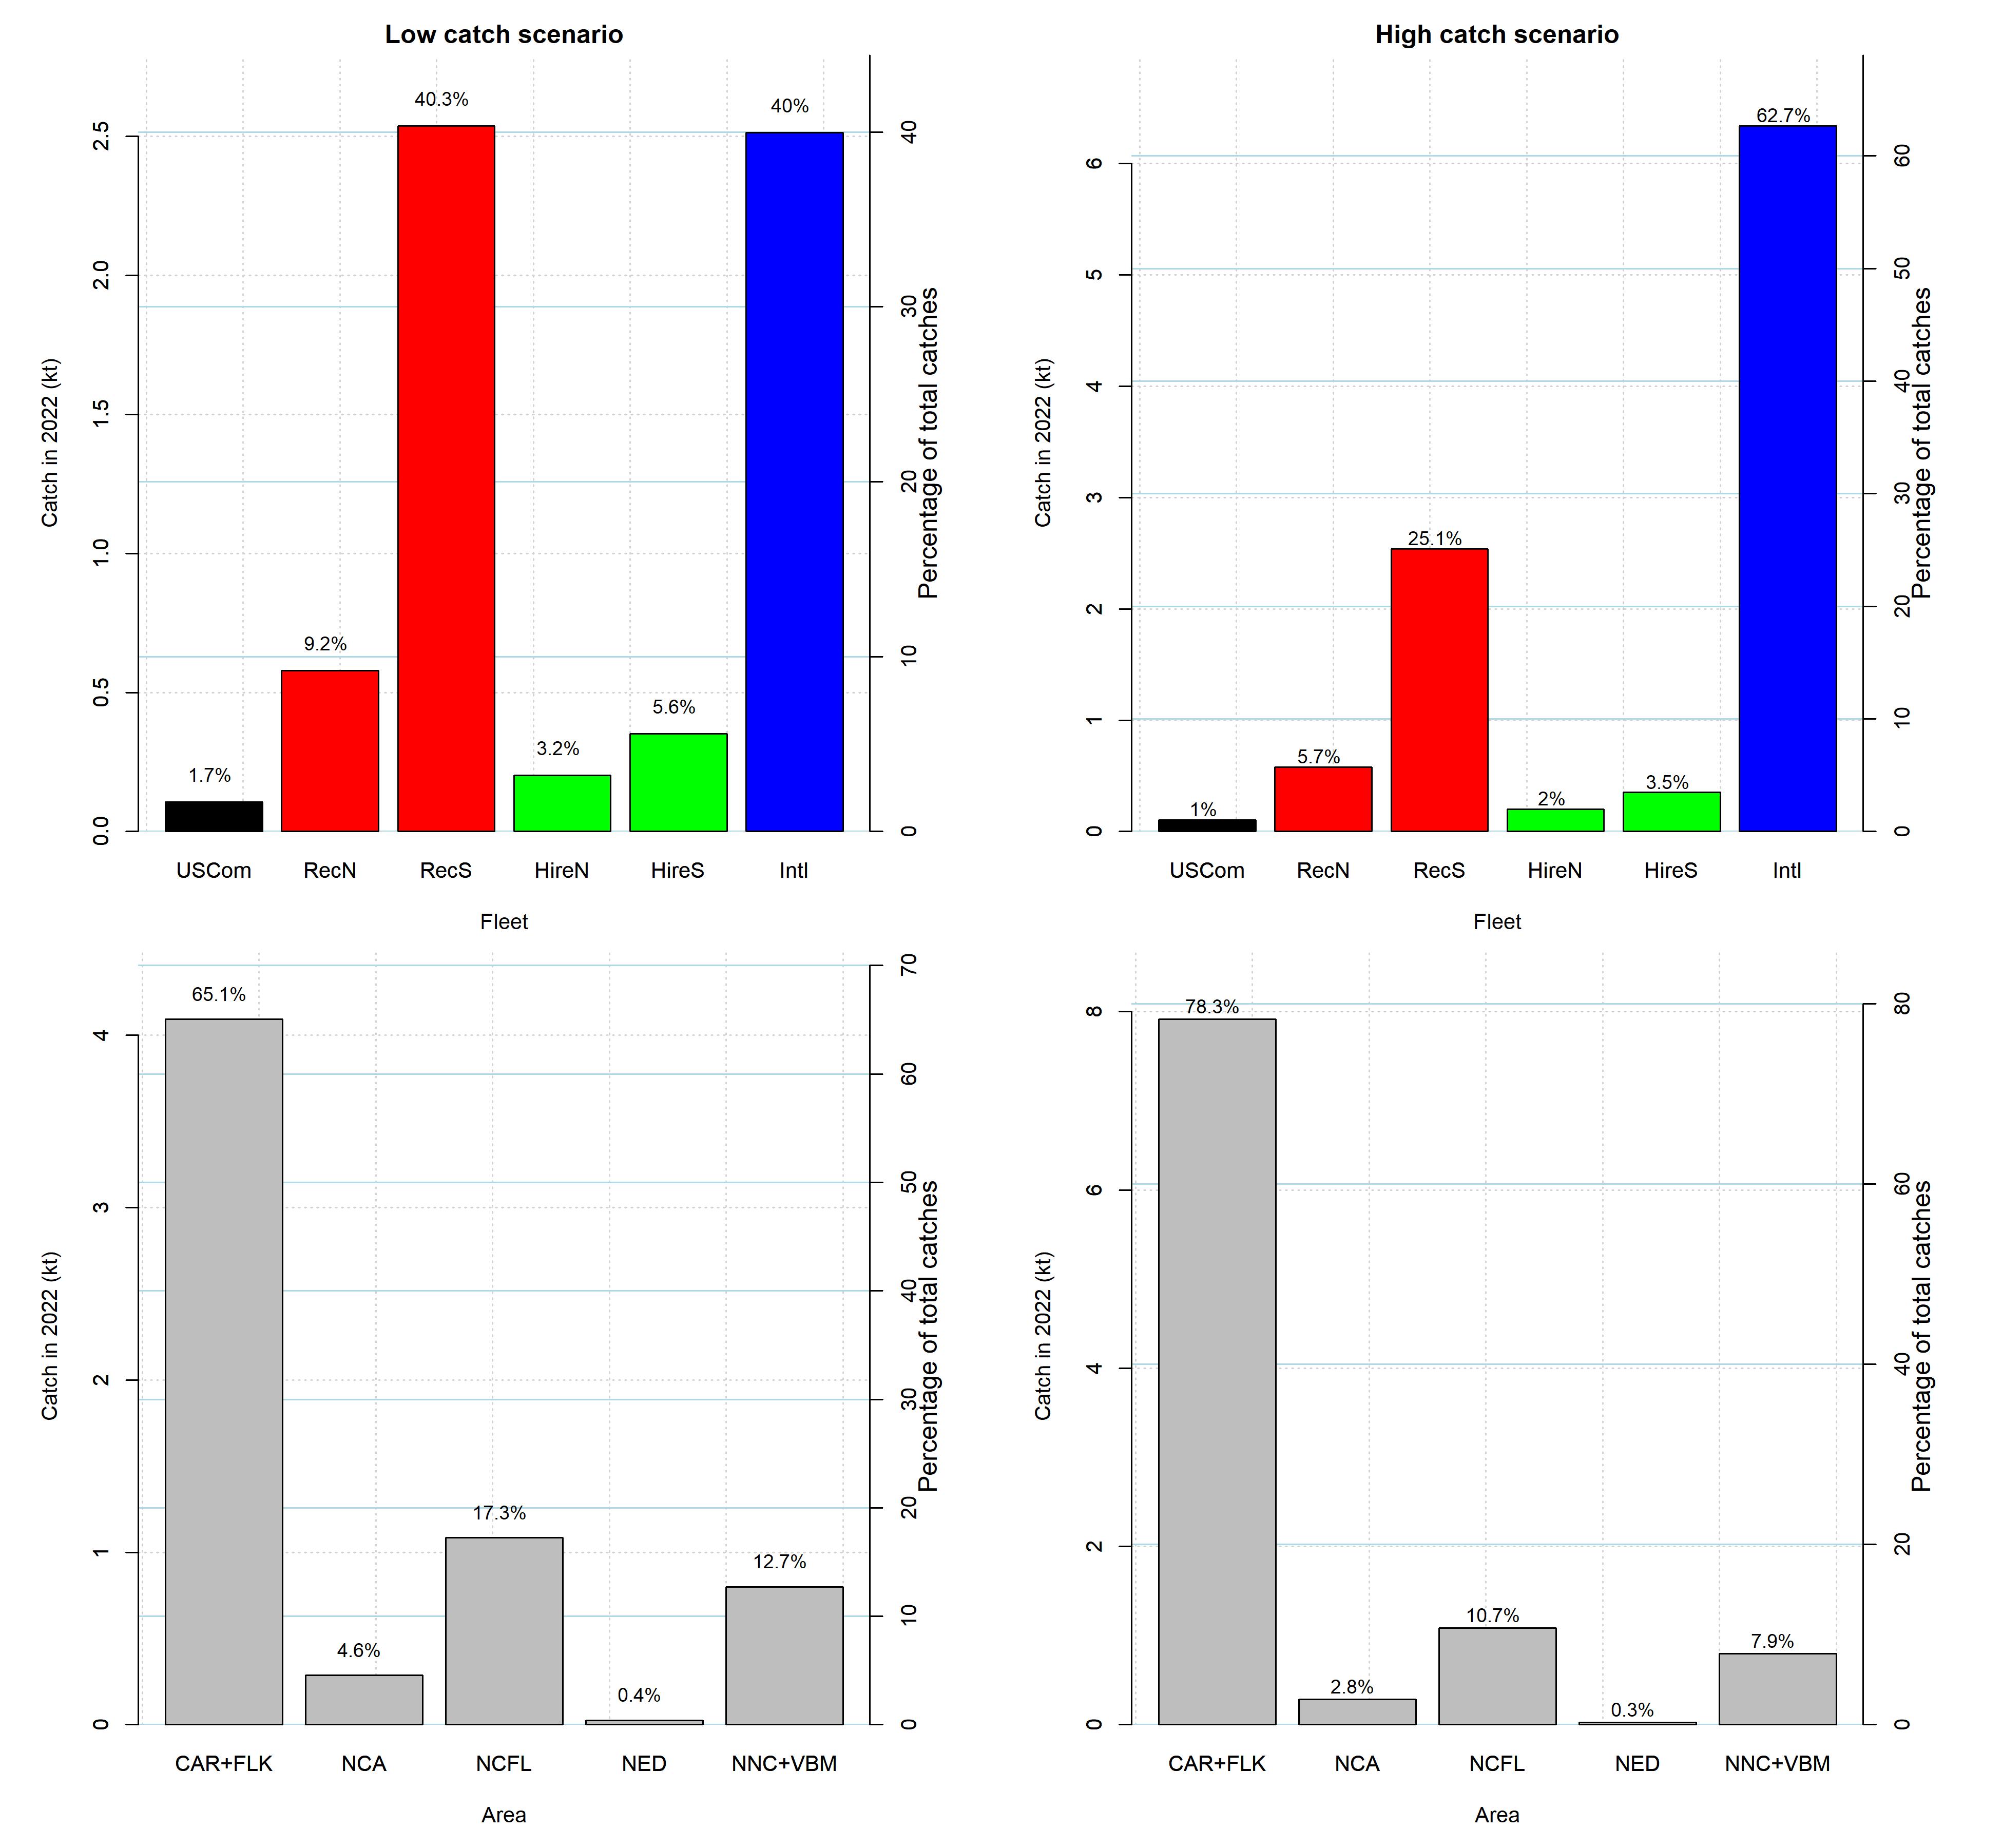 Low catch scenario
Catch in 2022 (kt)
0.0 0.5 1.0 1.5 2.0 2.5
1.7% 9.2% 40.3% 3.2% 5.6% 40%
0 10 20 30 40
Percentage of total catches
USCom RecN RecS HireN HireS Intl
Fleet
High catch scenario
Catch in 2022 (kt)
0 1 2 3 4 5 6
1% 5.7% 25.1% 2% 3.5% 62.7%
0 10 20 30 40 50 60
Percentage of total catches
USCom RecN RecS HireN HireS Intl
Fleet
Catch in 2022 (kt)
0 1 2 3 4
65.1% 4.6% 17.3% 0.4% 12.7%
0 10 20 30 40 50 60 70
Percentage of total catches
CAR+FLK NCA NCFL NED NNC+VBM
Area
Catch in 2022 (kt)
0 2 4 6 8
78.3% 2.8% 10.7% 0.3% 7.9%
0 20 40 60 80
Percentage of total catches
CAR+FLK NCA NCFL NED NNC+VBM
Area